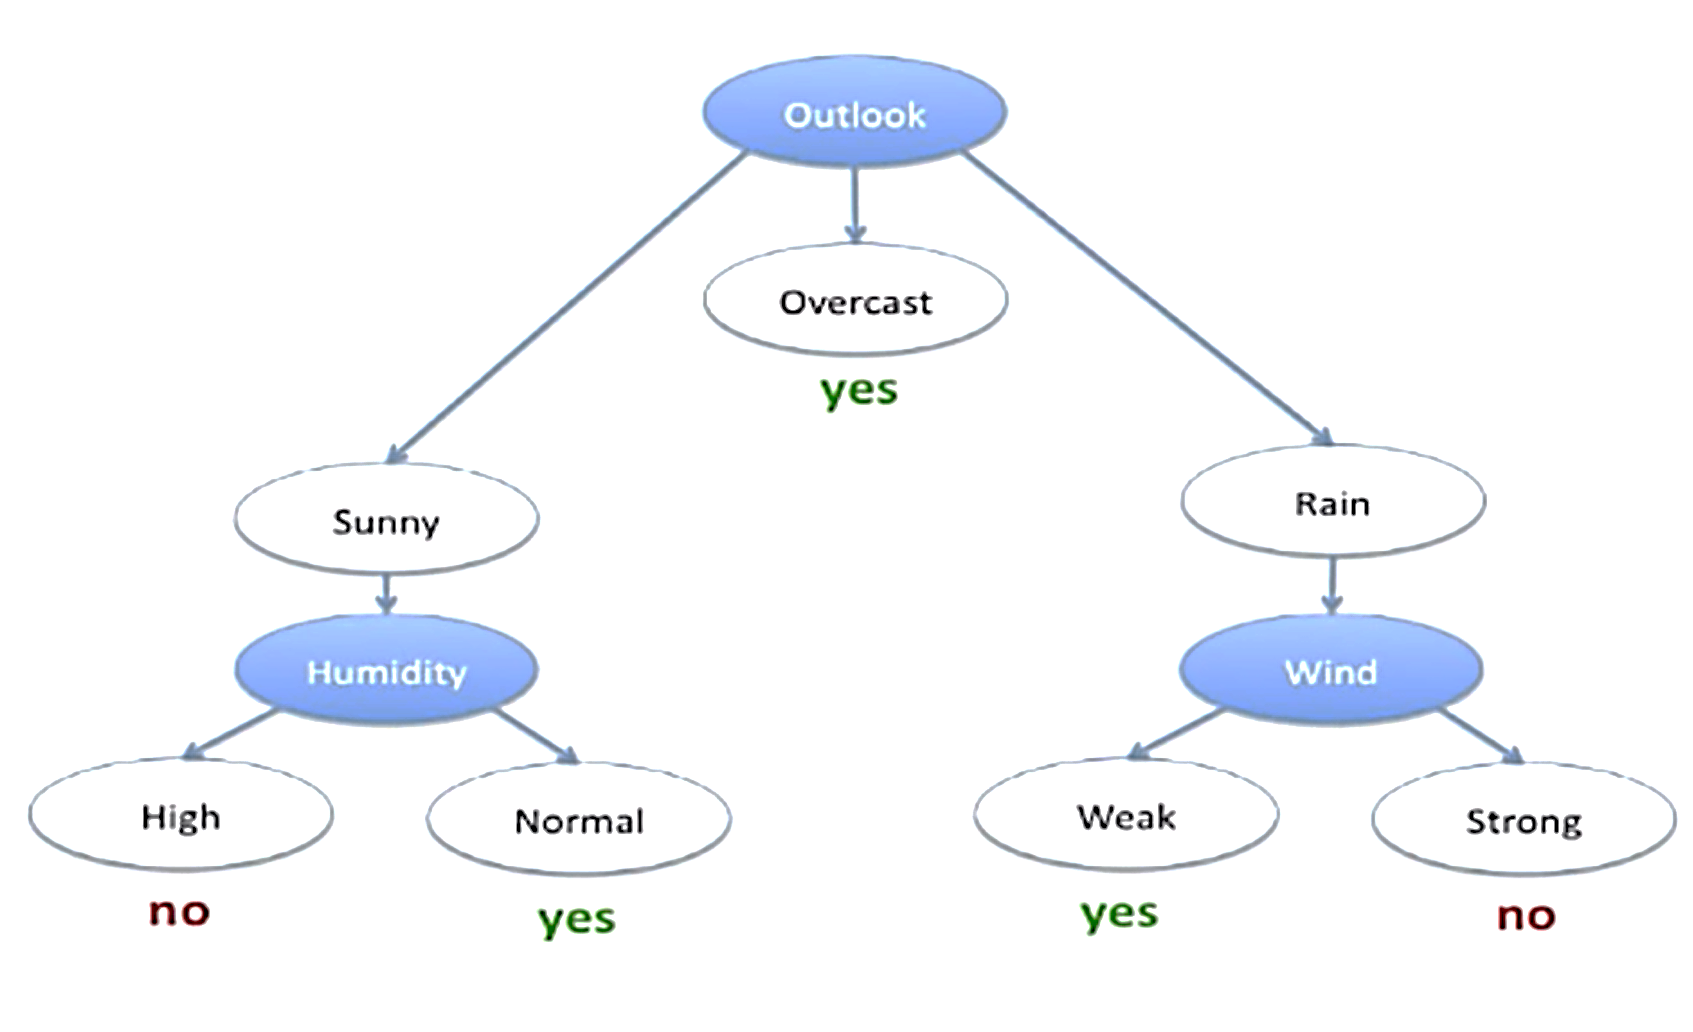 Outlook
Overcast
yes
Sunny
Rain
Humidity
Wind
High
Normal
Weak
Strong
no
yes
yes
no